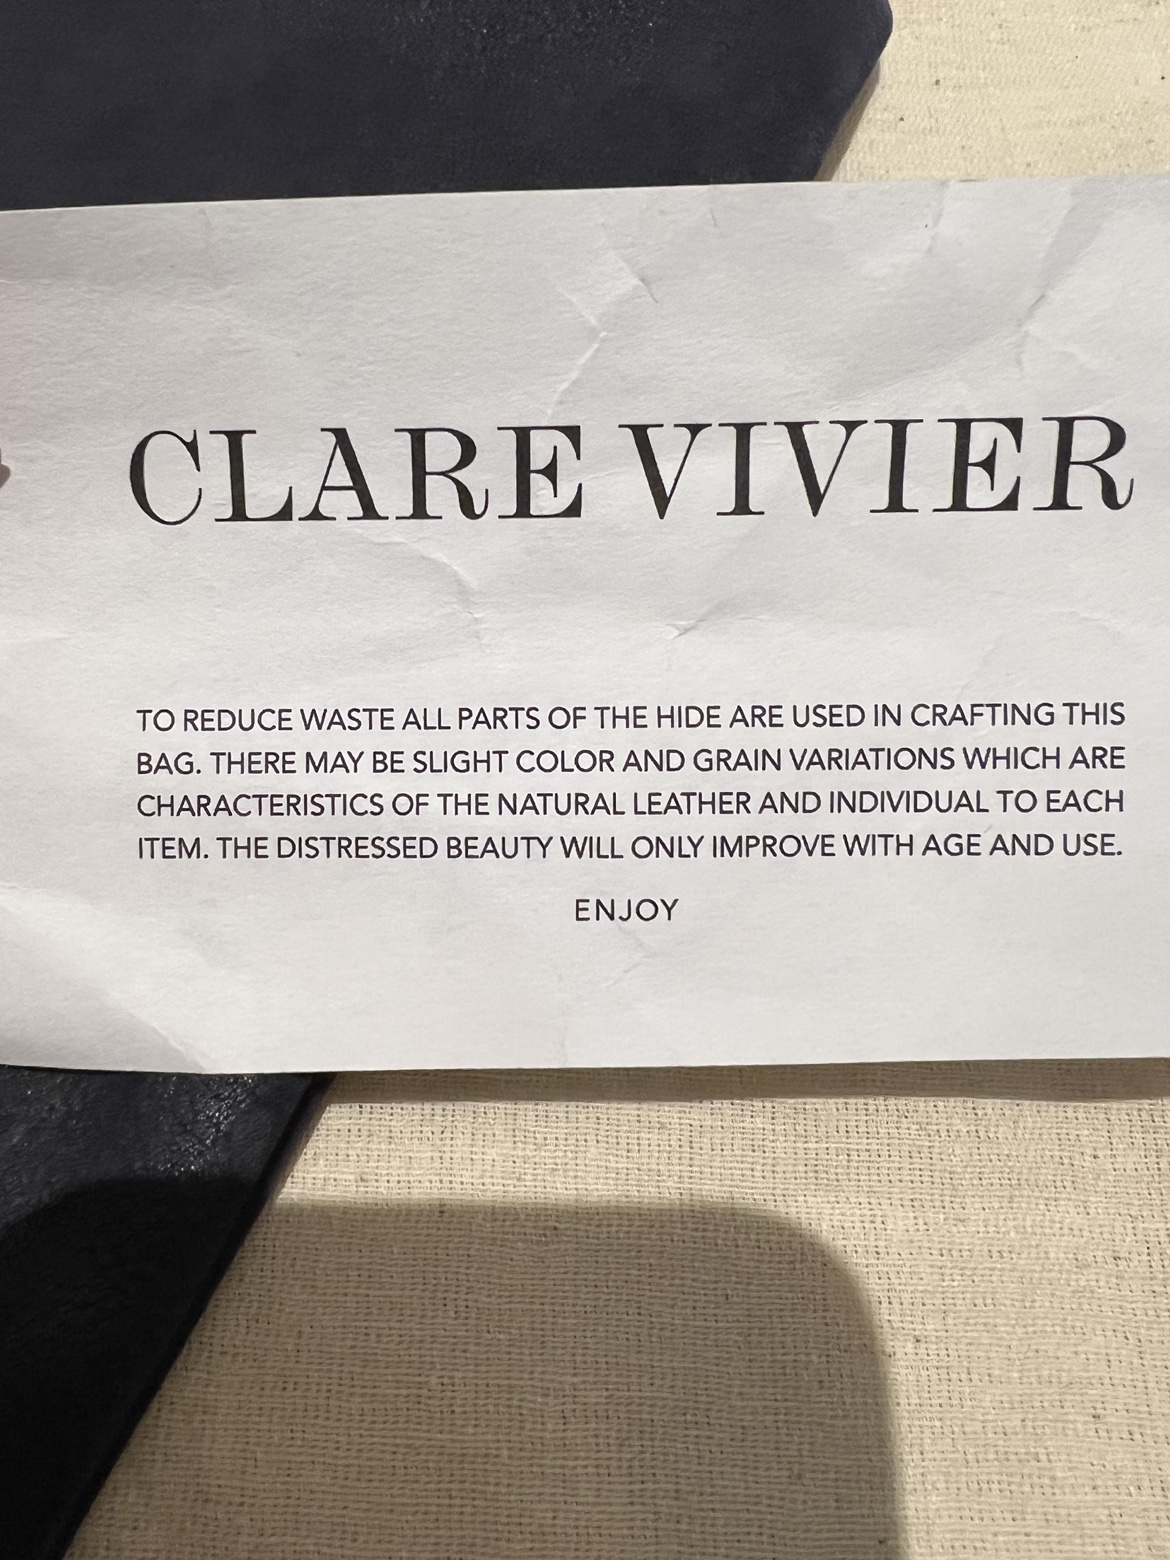 CLARE VIVIER
TO REDUCE WASTE ALL PARTS OF THE HIDE ARE USED IN CRAFTING THIS
BAG. THERE MAY BE SLIGHT COLOR AND GRAIN VARIATIONS WHICH ARE
CHARACTERISTICS OF THE NATURAL LEATHER AND INDIVIDUAL TO EACH
ITEM. THE DISTRESSED BEAUTY WILL ONLY IMPROVE WITH AGE AND USE.
ENJOY